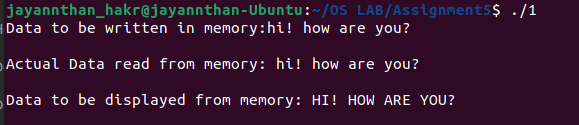 jayannthan_hakr@jayannthan-Ubuntu:~/OS LAB/Assignment5$ ./1
Data to be written in memory:hi! how are you?
Actual Data read from memory: hi! how are you?
Data to be displayed from memory: HI! HOW ARE YOU?